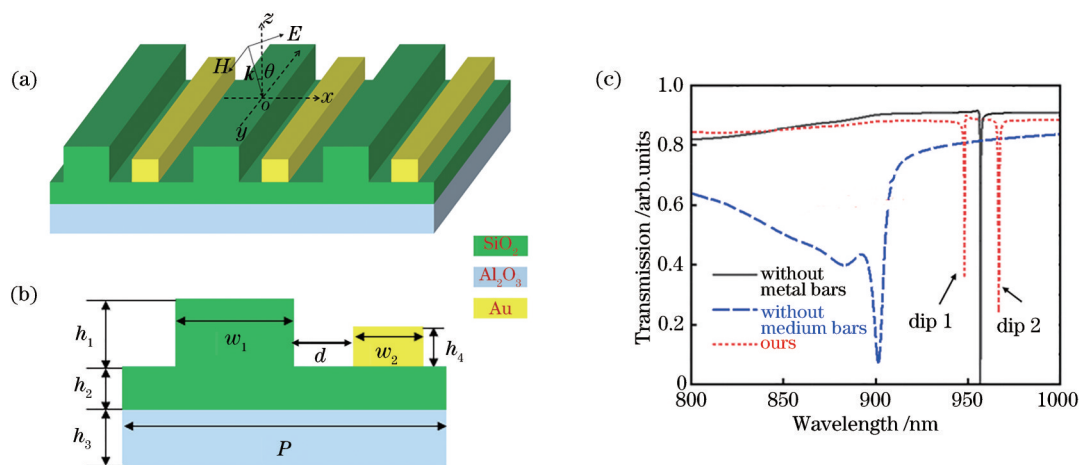 (a)
z
E
H
k
θ
o
x
y
SiO₂
Al₂O₃
Au
(b)
h₁
w₁
d
w₂
h₄
h₂
h₃
P
(c)
Transmission /arb.units
1.0
0.8
0.6
0.4
0.2
0
without
metal bars
without
medium bars
ours
dip 1
dip 2
800
850
900
950
1000
Wavelength /nm